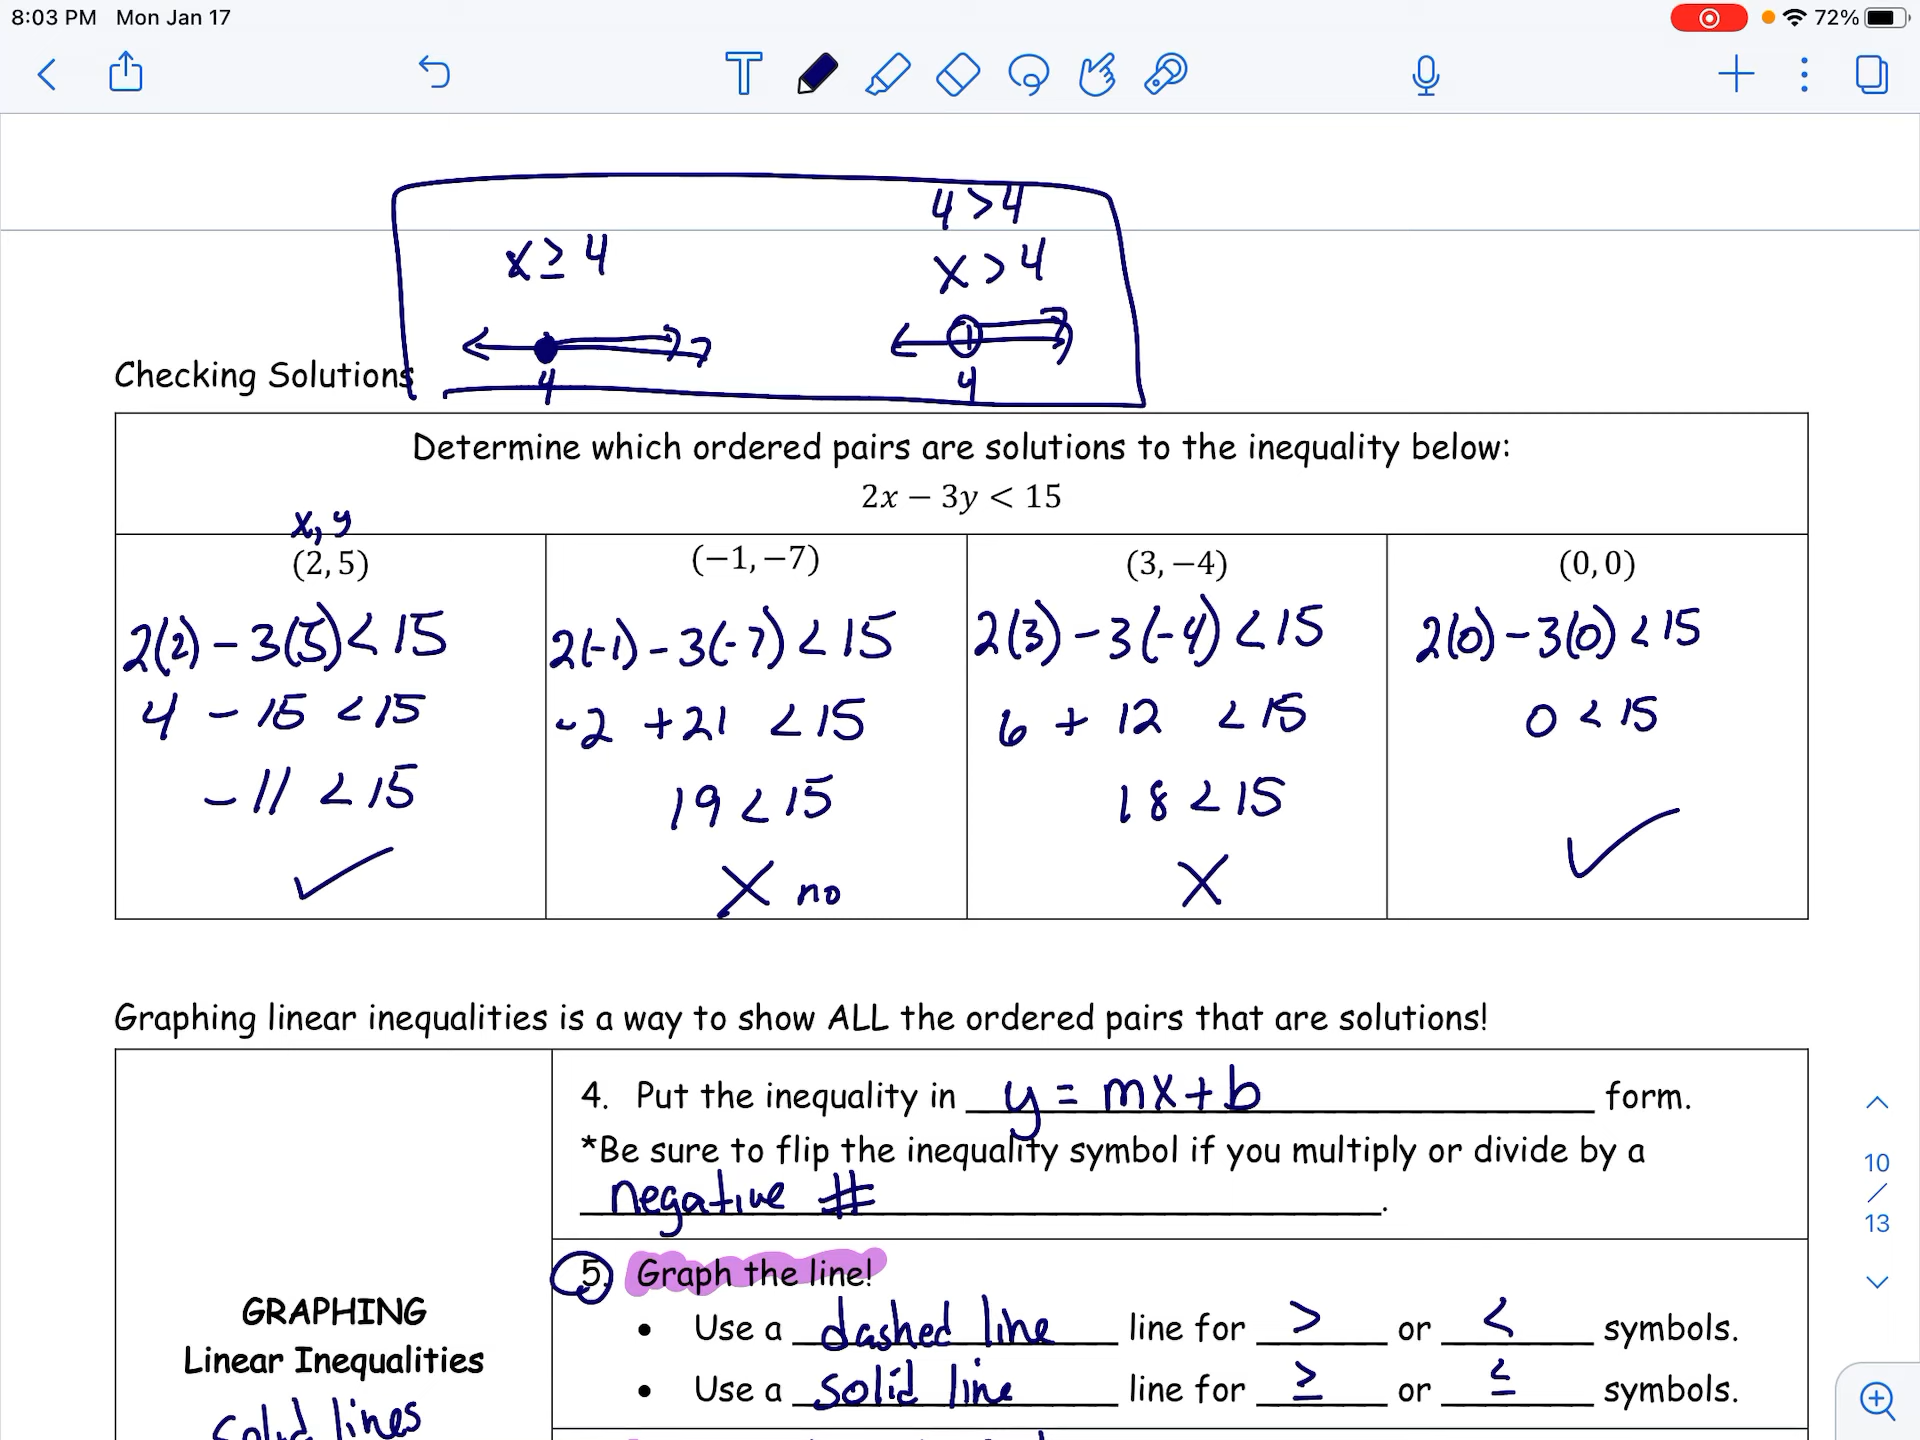 8:03 PM Mon Jan 17
72%
4 > 4
x ≥ 4
x > 4
4
4
Checking Solutions
Determine which ordered pairs are solutions to the inequality below:
2x − 3y < 15
x, y
(2, 5)
2(2) − 3(5) < 15
4 − 15 < 15
−11 < 15
(−1, −7)
2(-1) − 3(-7) < 15
-2 + 21 < 15
19 < 15
no
(3, −4)
2(3) − 3(-4) < 15
6 + 12 < 15
18 < 15
(0, 0)
2(0) − 3(0) < 15
0 < 15
Graphing linear inequalities is a way to show ALL the ordered pairs that are solutions!
GRAPHING
Linear Inequalities
solid lines
4. Put the inequality in y = mx + b form.
*Be sure to flip the inequality symbol if you multiply or divide by a
negative #.
5. Graph the line!
• Use a dashed line line for > or < symbols.
• Use a solid line line for ≥ or ≤ symbols.
10
/
13